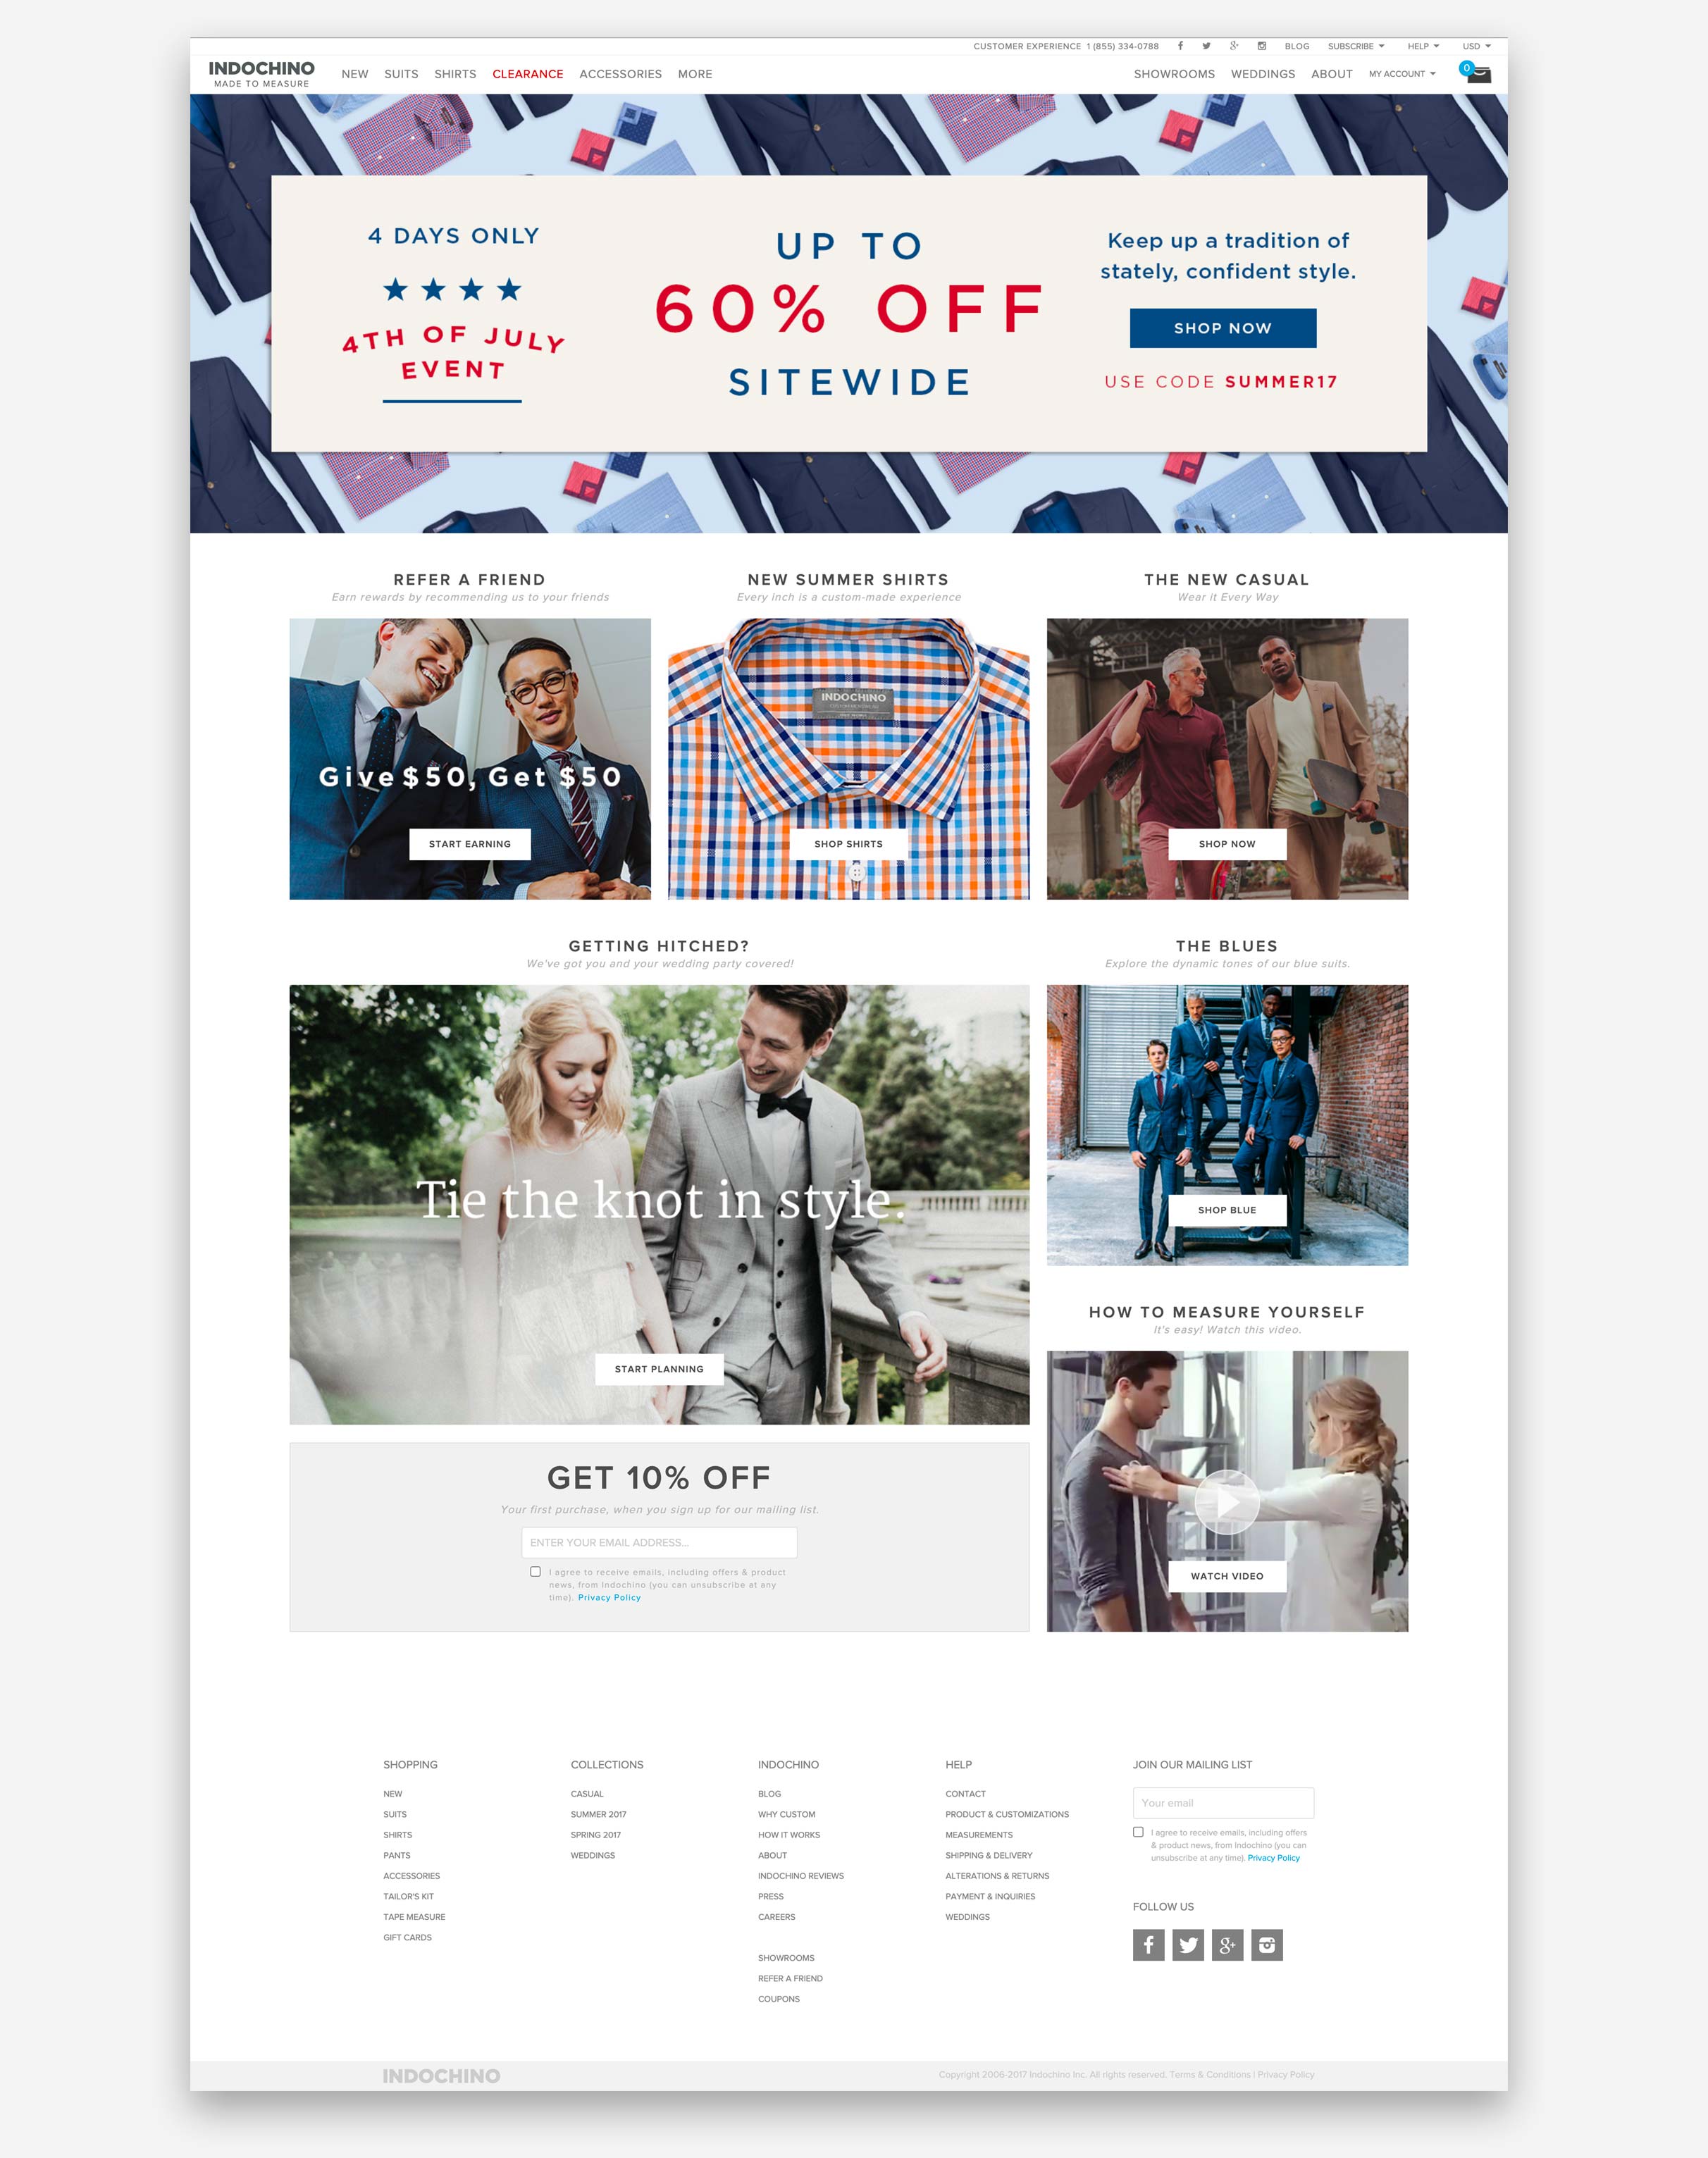 CUSTOMER EXPERIENCE 1 (855) 334-0788 BLOG SUBSCRIBE HELP USD
INDOCHINO
MADE TO MEASURE
NEW SUITS SHIRTS CLEARANCE ACCESSORIES MORE
SHOWROOMS WEDDINGS ABOUT MY ACCOUNT 0
4 DAYS ONLY
4TH OF JULY
EVENT
UP TO
60% OFF
SITEWIDE
Keep up a tradition of
stately, confident style.
SHOP NOW
USE CODE SUMMER17
REFER A FRIEND
Earn rewards by recommending us to your friends
Give $50, Get $50
START EARNING
NEW SUMMER SHIRTS
Every inch is a custom-made experience
INDOCHINO
SHOP SHIRTS
THE NEW CASUAL
Wear it Every Way
SHOP NOW
GETTING HITCHED?
We've got you and your wedding party covered!
Tie the knot in style.
START PLANNING
THE BLUES
Explore the dynamic tones of our blue suits.
SHOP BLUE
HOW TO MEASURE YOURSELF
It's easy! Watch this video.
WATCH VIDEO
GET 10% OFF
Your first purchase, when you sign up for our mailing list.
ENTER YOUR EMAIL ADDRESS...
I agree to receive emails, including offers & product
news, from Indochino (you can unsubscribe at any
time). Privacy Policy
SHOPPING
NEW
SUITS
SHIRTS
PANTS
ACCESSORIES
TAILOR'S KIT
TAPE MEASURE
GIFT CARDS
COLLECTIONS
CASUAL
SUMMER 2017
SPRING 2017
WEDDINGS
INDOCHINO
BLOG
WHY CUSTOM
HOW IT WORKS
ABOUT
INDOCHINO REVIEWS
PRESS
CAREERS
SHOWROOMS
REFER A FRIEND
COUPONS
HELP
CONTACT
PRODUCT & CUSTOMIZATIONS
MEASUREMENTS
SHIPPING & DELIVERY
ALTERATIONS & RETURNS
PAYMENT & INQUIRIES
WEDDINGS
JOIN OUR MAILING LIST
Your email
I agree to receive emails, including offers
& product news, from Indochino (you can
unsubscribe at any time). Privacy Policy
FOLLOW US
INDOCHINO
Copyright 2006-2017 Indochino Inc. All rights reserved. Terms & Conditions | Privacy Policy